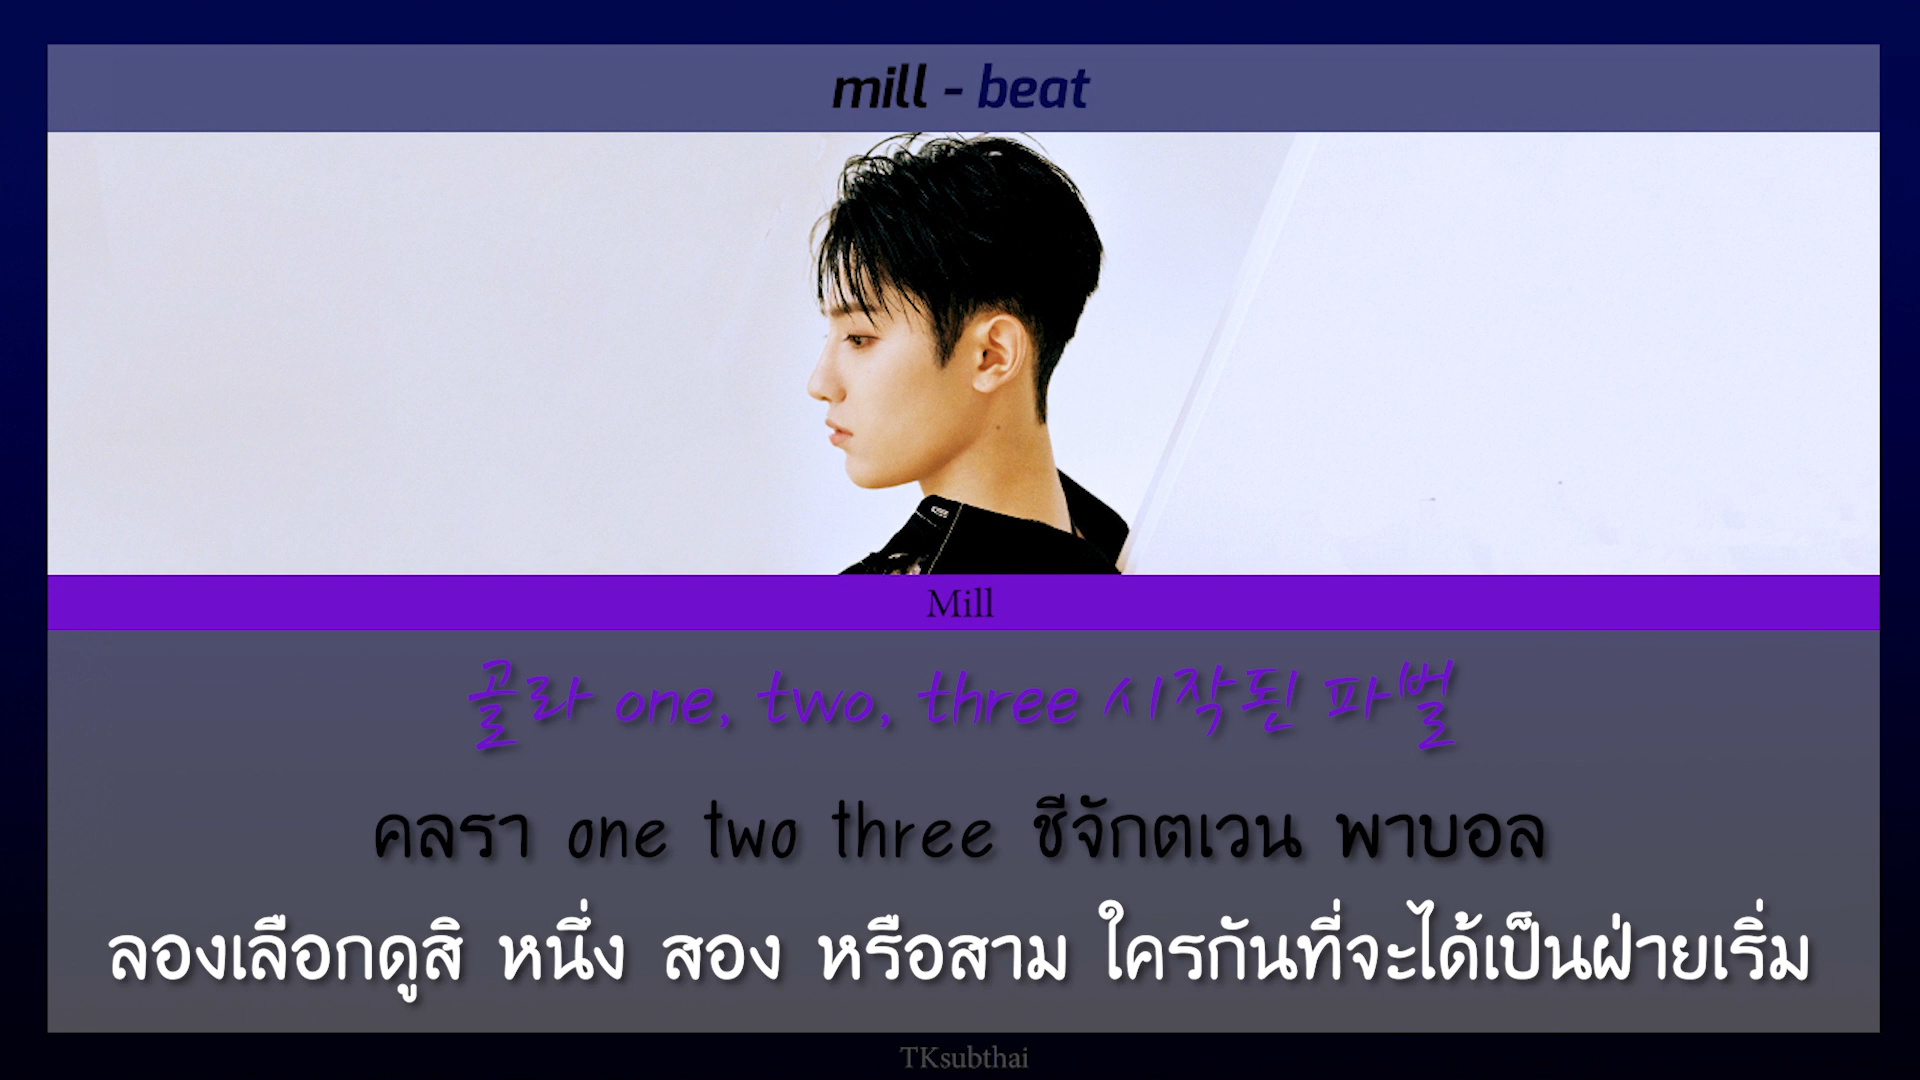 mill - beat
Mill
골라 one, two, three 시작된 파벌
คลรา one two three ชีจักตเวน พาบอล
ลองเลือกดูสิ หนึ่ง สอง หรือสาม ใครกันที่จะได้เป็นฝ่ายเริ่ม
TKsubthai